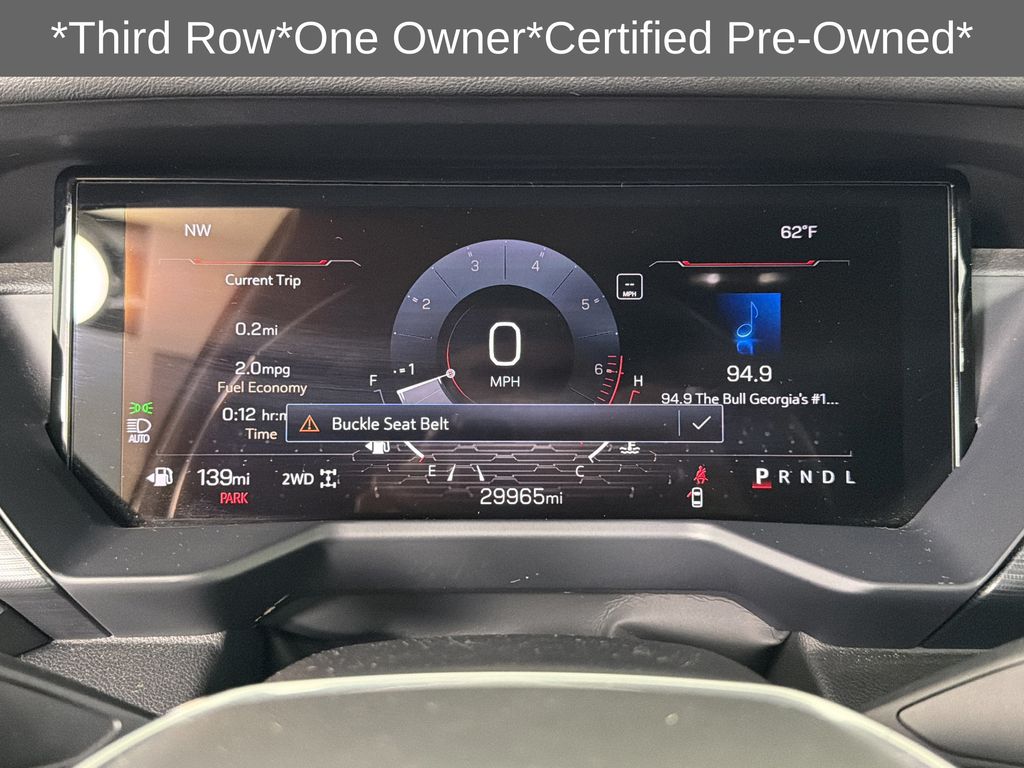 *Third Row*One Owner*Certified Pre-Owned*
NW
62°F
Current Trip
0.2mi
2.0mpg
Fuel Economy
0:12 hr:m
Time
1
2
3
4
5
6
0
MPH
--
MPH
94.9
94.9 The Bull Georgia's #1...
F
H
Buckle Seat Belt
E
C
AUTO
139mi
PARK
2WD
29965mi
P R N D L